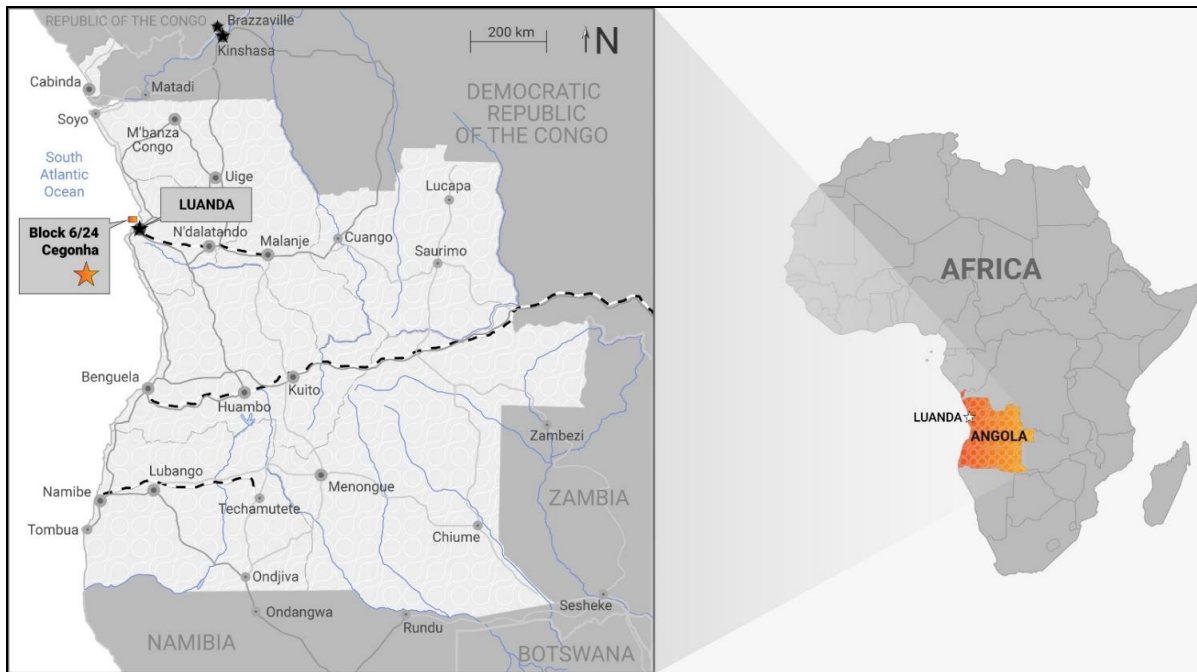 REPUBLIC OF THE CONGO
Brazzaville
Kinshasa
200 km
N
Cabinda
Matadi
DEMOCRATIC
REPUBLIC
OF THE CONGO
Soyo
M'banza
Congo
South
Atlantic
Ocean
Uige
Lucapa
LUANDA
Block 6/24
Cegonha
N'dalatando
Malanje
Cuango
Saurimo
Benguela
Huambo
Kuito
Zambezi
Lubango
Namibe
Menongue
Techamutete
ZAMBIA
Tombua
Chiume
Ondjiva
Ondangwa
Sesheke
Rundu
NAMIBIA
BOTSWANA
AFRICA
LUANDA
ANGOLA